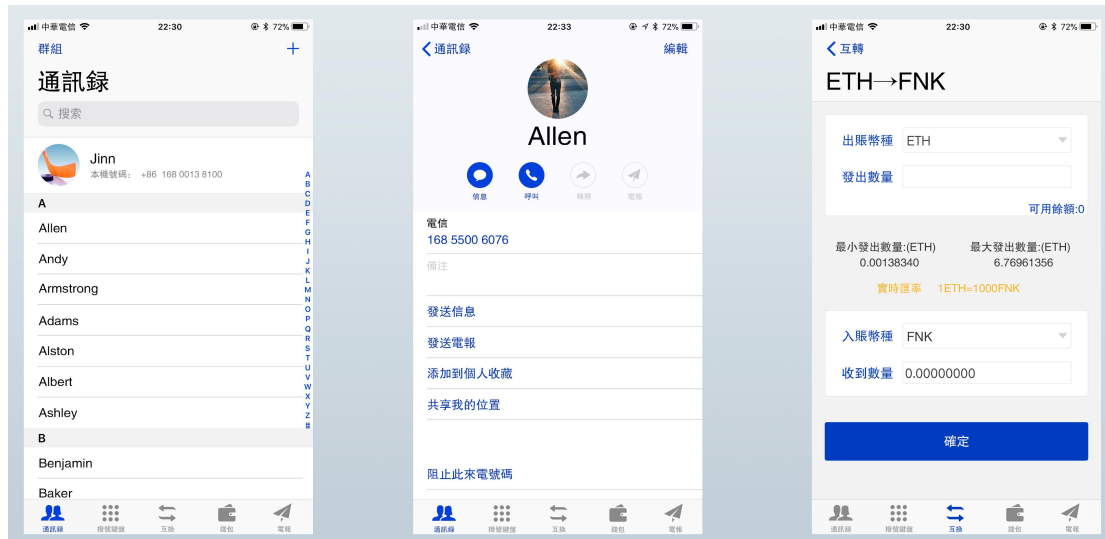 中華電信 22:30 72%
群組 +
通訊録
搜索
Jinn
本機號碼： +86 168 0013 8100
A
Allen
Andy
Armstrong
Adams
Alston
Albert
Ashley
B
Benjamin
Baker
A
B
C
D
E
F
G
H
I
J
K
L
M
N
O
P
Q
R
S
T
U
V
W
X
Y
Z
#
通訊録 撥號鍵盤 互換 錢包 電報
中華電信 22:33 72%
通訊録 編輯
Allen
信息 呼叫 轉賬 電報
電信
168 5500 6076
備注
發送信息
發送電報
添加到個人收藏
共享我的位置
阻止此來電號碼
通訊録 撥號鍵盤 互換 錢包 電報
中華電信 22:30 72%
互轉
ETH→FNK
出賬幣種 ETH
發出數量
可用餘額:0
最小發出數量:(ETH) 最大發出數量:(ETH)
0.00138340 6.76961356
實時匯率 1ETH=1000FNK
入賬幣種 FNK
收到數量 0.00000000
確定
通訊録 撥號鍵盤 互換 錢包 電報